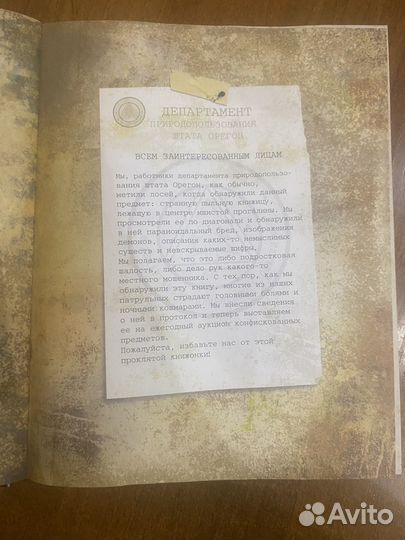 ДЕПАРТАМЕНТ
ПРИРОДОПОЛЬЗОВАНИЯ
ШТАТА ОРЕГОН
ВСЕМ ЗАИНТЕРЕСОВАННЫМ ЛИЦАМ
Мы, работники департамента природопользо-
вания штата Орегон, как обычно,
метили лосей, когда обнаружили данный
предмет: странную пыльную книжицу,
лежащую в центре мшистой прогалины. Мы
просмотрели ее по диагонали и обнаружили
в ней параноидальный бред, изображения
демонов, описания каких-то немыслимых
существ и невскрываемые шифры.
Мы полагаем, что это либо подростковая
шалость, либо дело рук какого-то
местного мошенника. С тех пор, как мы
обнаружили эту книгу, многие из наших
патрульных страдают головными болями и
ночными кошмарами. Мы внесли сведения
о ней в протокол и теперь выставляем
ее на ежегодный аукцион конфискованных
предметов.
Пожалуйста, избавьте нас от этой
проклятой книжонки!
Avito